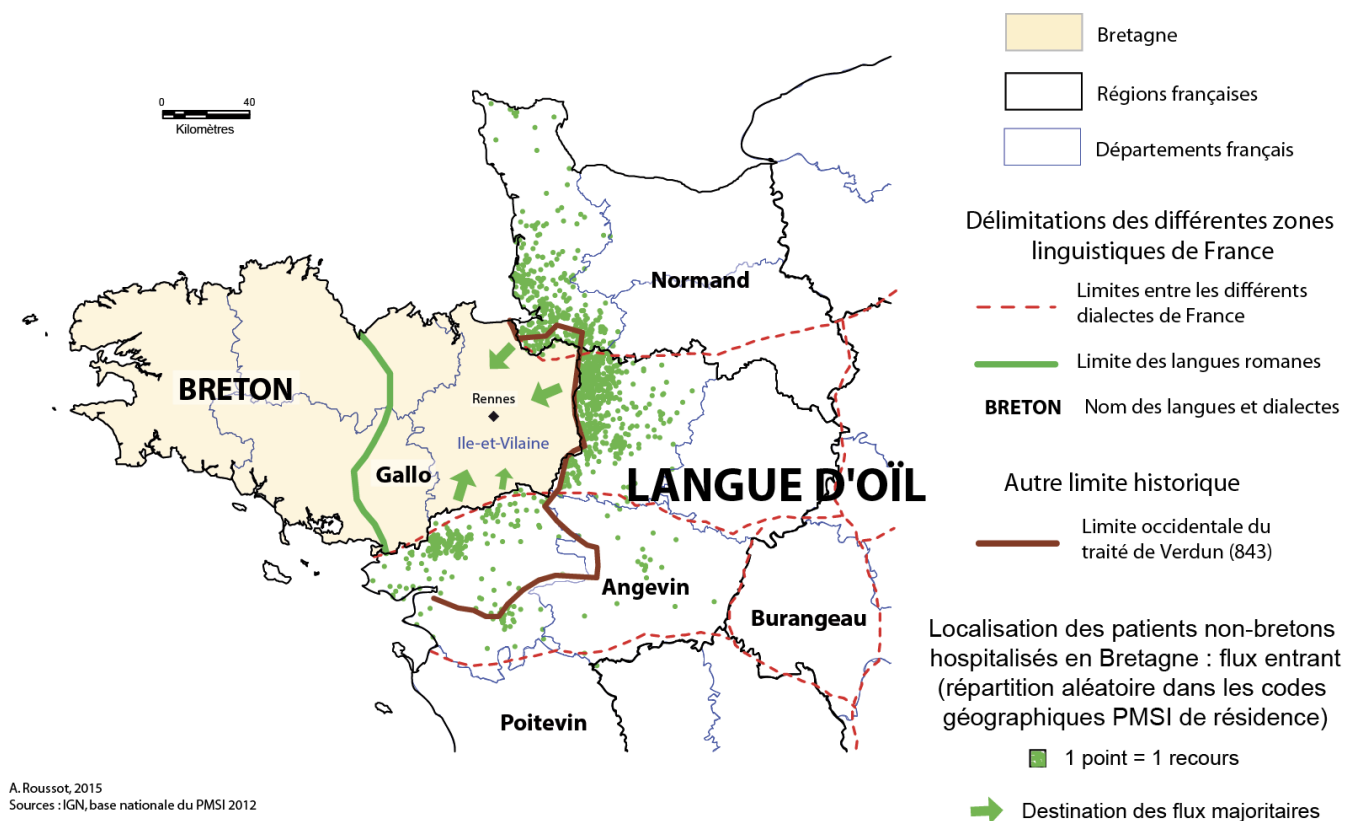 0
40
Kilomètres
BRETON
Gallo
Rennes
Ile-et-Vilaine
Normand
LANGUE D'OÏL
Angevin
Burangeau
Poitevin
A. Roussot, 2015
Sources : IGN, base nationale du PMSI 2012
Bretagne
Régions françaises
Départements français
Délimitations des différentes zones
linguistiques de France
Limites entre les différents
dialectes de France
Limite des langues romanes
BRETON
Nom des langues et dialectes
Autre limite historique
Limite occidentale du
traité de Verdun (843)
Localisation des patients non-bretons
hospitalisés en Bretagne : flux entrant
(répartition aléatoire dans les codes
géographiques PMSI de résidence)
1 point = 1 recours
Destination des flux majoritaires